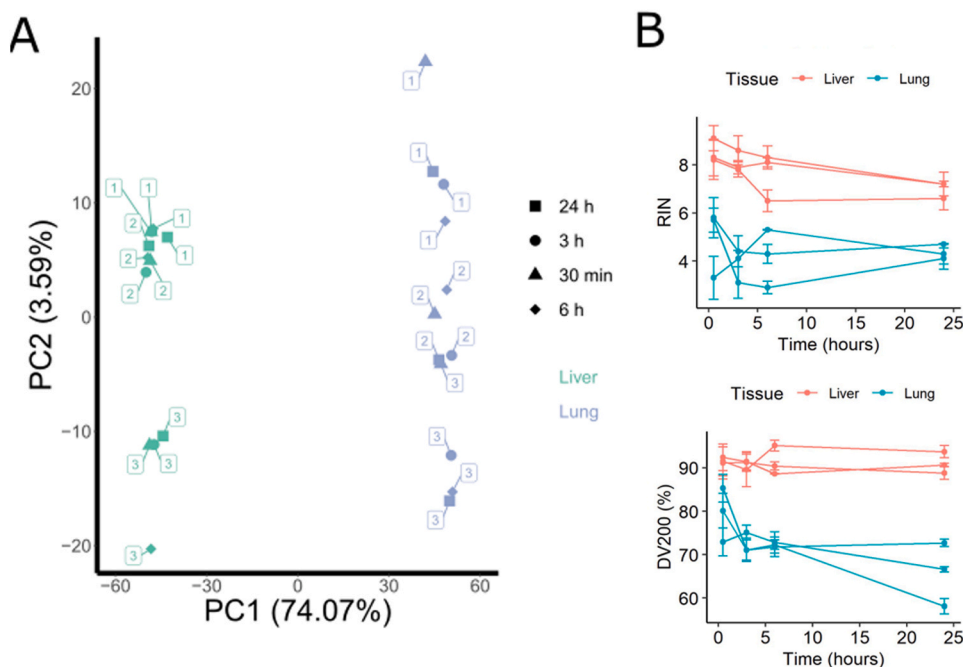 A
PC2 (3.59%)
20
10
0
−10
−20
−60
−30
0
30
60
PC1 (74.07%)
1
1
1
2
1
2
2
2
3
3
3
3
1
1
1
1
2
2
2
2
3
3
3
3
24 h
3 h
30 min
6 h
Liver
Lung
B
Tissue Liver Lung
RIN
8
6
4
0 5 10 15 20 25
Time (hours)
Tissue Liver Lung
DV200 (%)
90
80
70
60
0 5 10 15 20 25
Time (hours)